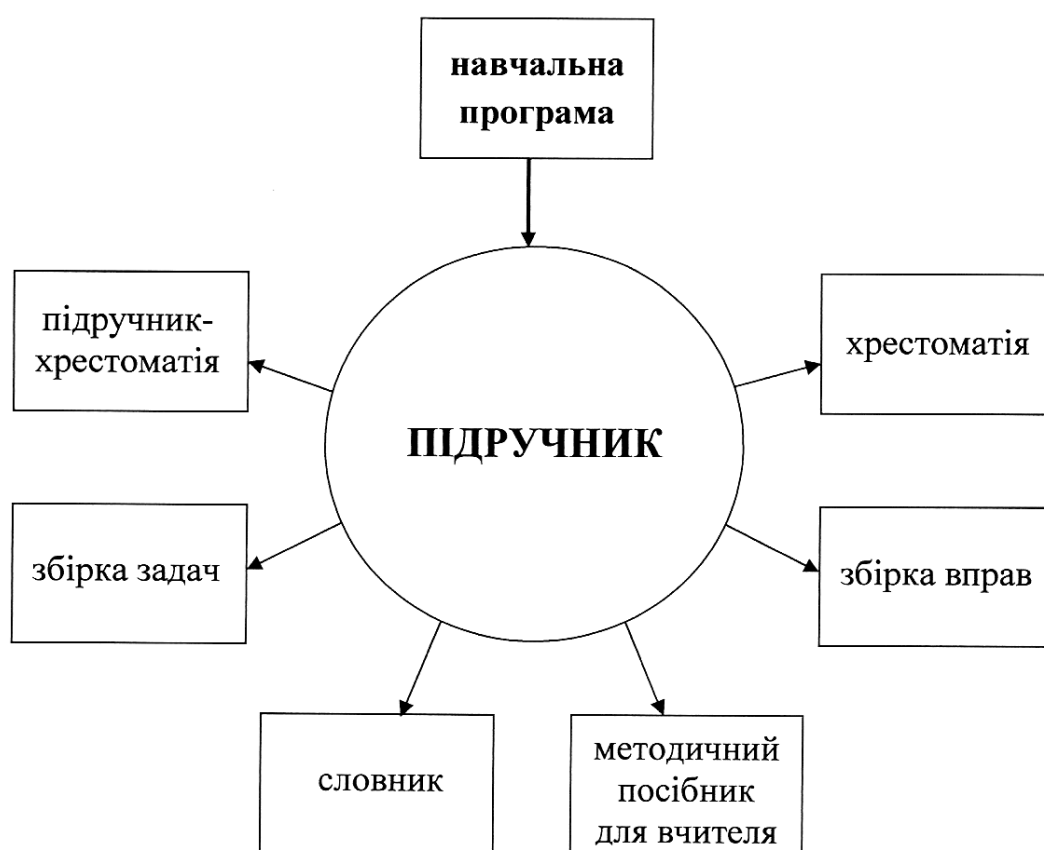 навчальна
програма
підручник-
хрестоматія
хрестоматія
ПІДРУЧНИК
збірка задач
збірка вправ
словник
методичний
посібник
для вчителя